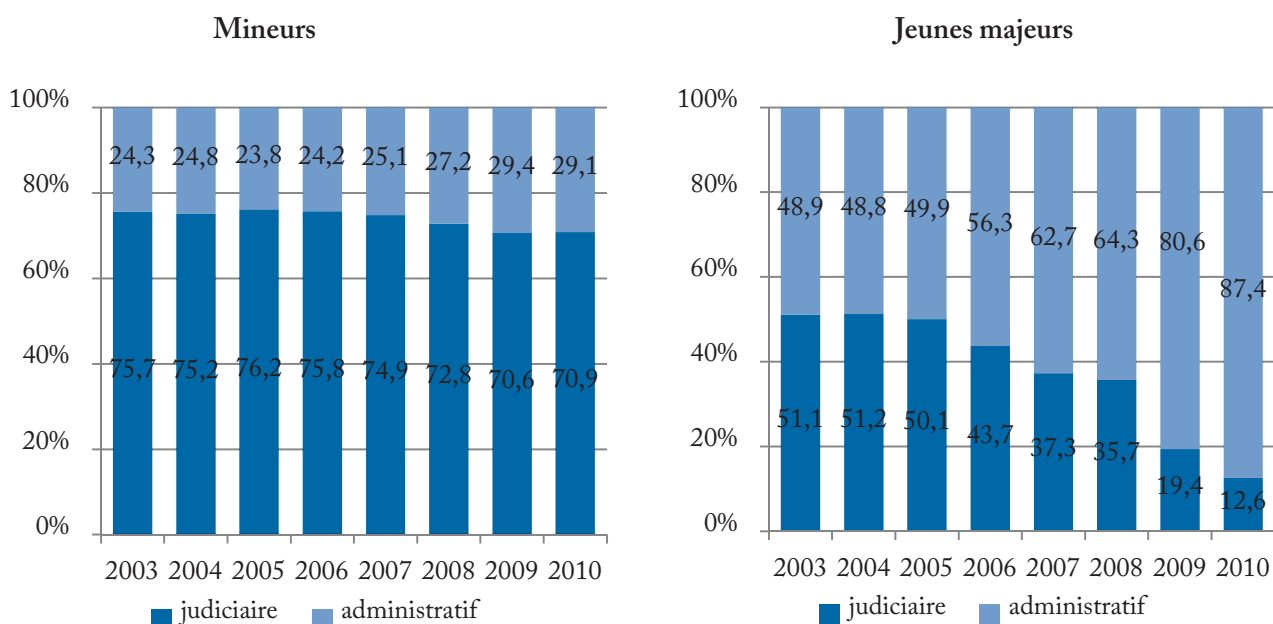 Mineurs
100%
80%
60%
40%
20%
0%
24,3 24,8 23,8 24,2 25,1 27,2 29,4 29,1
75,7 75,2 76,2 75,8 74,9 72,8 70,6 70,9
2003 2004 2005 2006 2007 2008 2009 2010
judiciaire administratif
Jeunes majeurs
100%
80%
60%
40%
20%
0%
48,9 48,8 49,9 56,3 62,7 64,3 80,6 87,4
51,1 51,2 50,1 43,7 37,3 35,7 19,4 12,6
2003 2004 2005 2006 2007 2008 2009 2010
judiciaire administratif